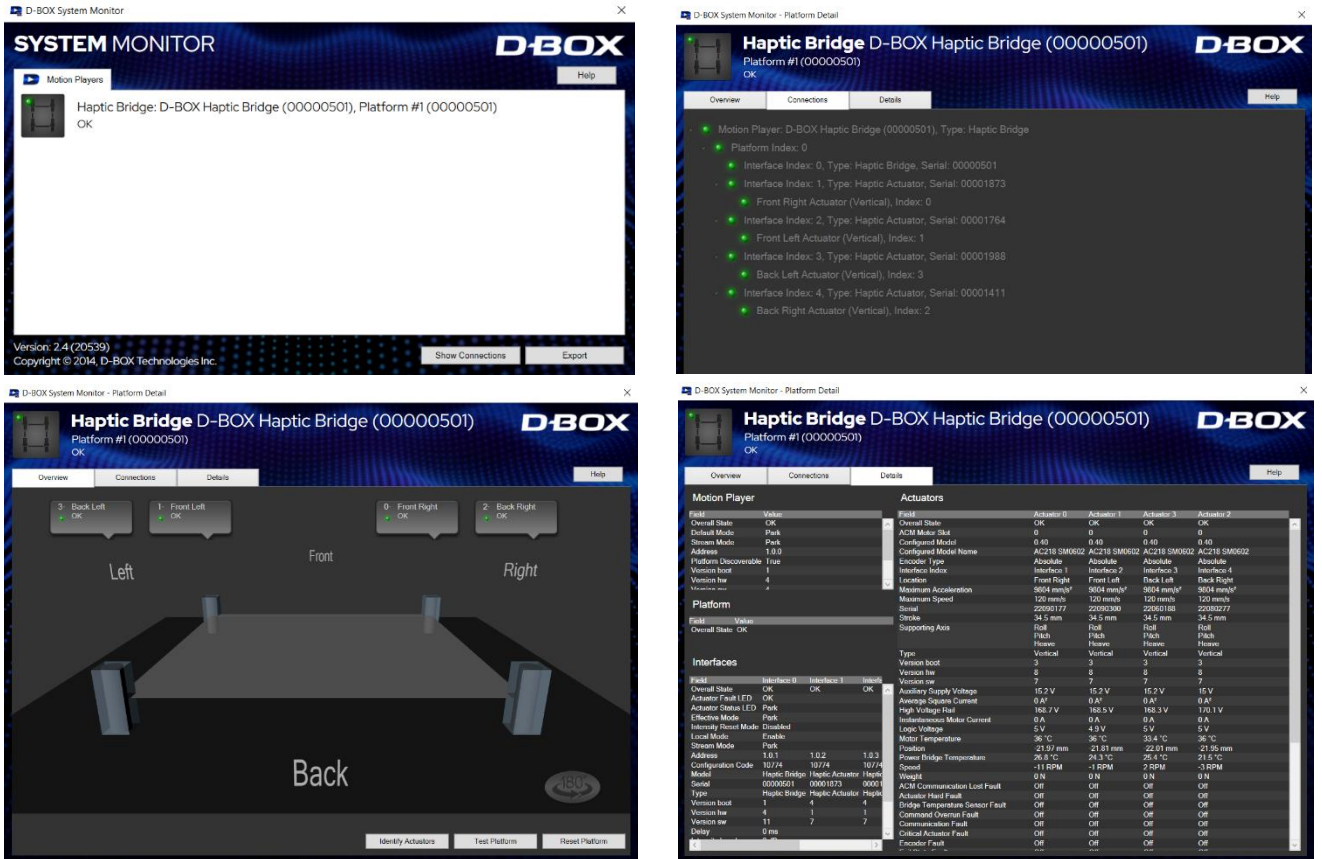 D-BOX System Monitor
SYSTEM MONITOR
D-BOX
Motion Players
Help
Haptic Bridge: D-BOX Haptic Bridge (00000501), Platform #1 (00000501)
OK
Version: 2.4 (20539)
Copyright © 2014, D-BOX Technologies Inc.
Show Connections
Export
D-BOX System Monitor - Platform Detail
Haptic Bridge D-BOX Haptic Bridge (00000501)
D-BOX
Platform #1 (00000501)
OK
Overview Connections Details
Help
Motion Player: D-BOX Haptic Bridge (00000501), Type: Haptic Bridge
Platform Index: 0
Interface Index: 0, Type: Haptic Bridge, Serial: 00000501
Interface Index: 1, Type: Haptic Actuator, Serial: 00001873
Front Right Actuator (Vertical), Index: 0
Interface Index: 2, Type: Haptic Actuator, Serial: 00001764
Front Left Actuator (Vertical), Index: 1
Interface Index: 3, Type: Haptic Actuator, Serial: 00001988
Back Left Actuator (Vertical), Index: 3
Interface Index: 4, Type: Haptic Actuator, Serial: 00001411
Back Right Actuator (Vertical), Index: 2
D-BOX System Monitor - Platform Detail
Haptic Bridge D-BOX Haptic Bridge (00000501)
D-BOX
Platform #1 (00000501)
OK
Overview Connections Details
Help
3- Back Left
OK
1- Front Left
OK
0- Front Right
OK
2- Back Right
OK
Left
Front
Right
Back
180°
Identify Actuators
Test Platform
Reset Platform
D-BOX System Monitor - Platform Detail
Haptic Bridge D-BOX Haptic Bridge (00000501)
D-BOX
Platform #1 (00000501)
OK
Overview Connections Details
Help
Motion Player
Field Value
Overall State OK
Default Mode Park
Stream Mode Park
Address 1.0.0
Platform Discoverable True
Version boot 1
Version hw 4
Platform
Field Value
Overall State OK
Interfaces
Field Interface 0 Interface 1
Overall State OK OK OK
Actuator Fault LED OK
Actuator Status LED Park
Effective Mode Park
Intensity Reset Mode Disabled
Local Mode Enable
Stream Mode Park
Address 1.0.1 1.0.2 1.0.3
Configuration Code 10774 10774 10774
Model Haptic Bridge Haptic Actuator Haptic
Serial 00000501 00001873 00001
Type Haptic Bridge Haptic Actuator Haptic
Version boot 1 4 4
Version hw 4 1 1
Version sw 11 7 7
Delay 0 ms
Actuators
Field Actuator 0 Actuator 1 Actuator 3 Actuator 2
Overall State OK OK OK OK
ACM Motor Slot 0 0 0 0
Configured Model 0.40 0.40 0.40 0.40
Configured Model Name AC218 SM0602 AC218 SM0602 AC218 SM0602 AC218 SM0602
Encoder Type Absolute Absolute Absolute Absolute
Interface Index Interface 1 Interface 2 Interface 3 Interface 4
Location Front Right Front Left Back Left Back Right
Maximum Acceleration 9804 mm/s² 9804 mm/s² 9804 mm/s² 9804 mm/s²
Maximum Speed 120 mm/s 120 mm/s 120 mm/s 120 mm/s
Serial 22090177 22090300 22060188 22080277
Stroke 34.5 mm 34.5 mm 34.5 mm 34.5 mm
Supporting Axis Roll Roll Roll Roll
Pitch Pitch Pitch Pitch
Heave Heave Heave Heave
Type Vertical Vertical Vertical Vertical
Version boot 3 3 3 3
Version hw 8 8 8 8
Version sw 7 7 7 7
Auxiliary Supply Voltage 15.2 V 15.2 V 15.2 V 15 V
Average Square Current 0 A² 0 A² 0 A² 0 A²
High Voltage Rail 168.7 V 168.5 V 168.3 V 170.1 V
Instantaneous Motor Current 0 A 0 A 0 A 0 A
Logic Voltage 5 V 4.9 V 5 V 5 V
Motor Temperature 36 °C 36 °C 33.4 °C 36 °C
Position -21.97 mm -21.81 mm -22.01 mm -21.95 mm
Power Bridge Temperature 26.8 °C 24.3 °C 25.4 °C 21.5 °C
Speed -11 RPM -1 RPM 2 RPM -3 RPM
Weight 0 N 0 N 0 N 0 N
ACM Communication Lost Fault Off Off Off Off
Actuator Hard Fault Off Off Off Off
Bridge Temperature Sensor Fault Off Off Off Off
Command Overrun Fault Off Off Off Off
Communication Fault Off Off Off Off
Critical Actuator Fault Off Off Off Off
Encoder Fault Off Off Off Off